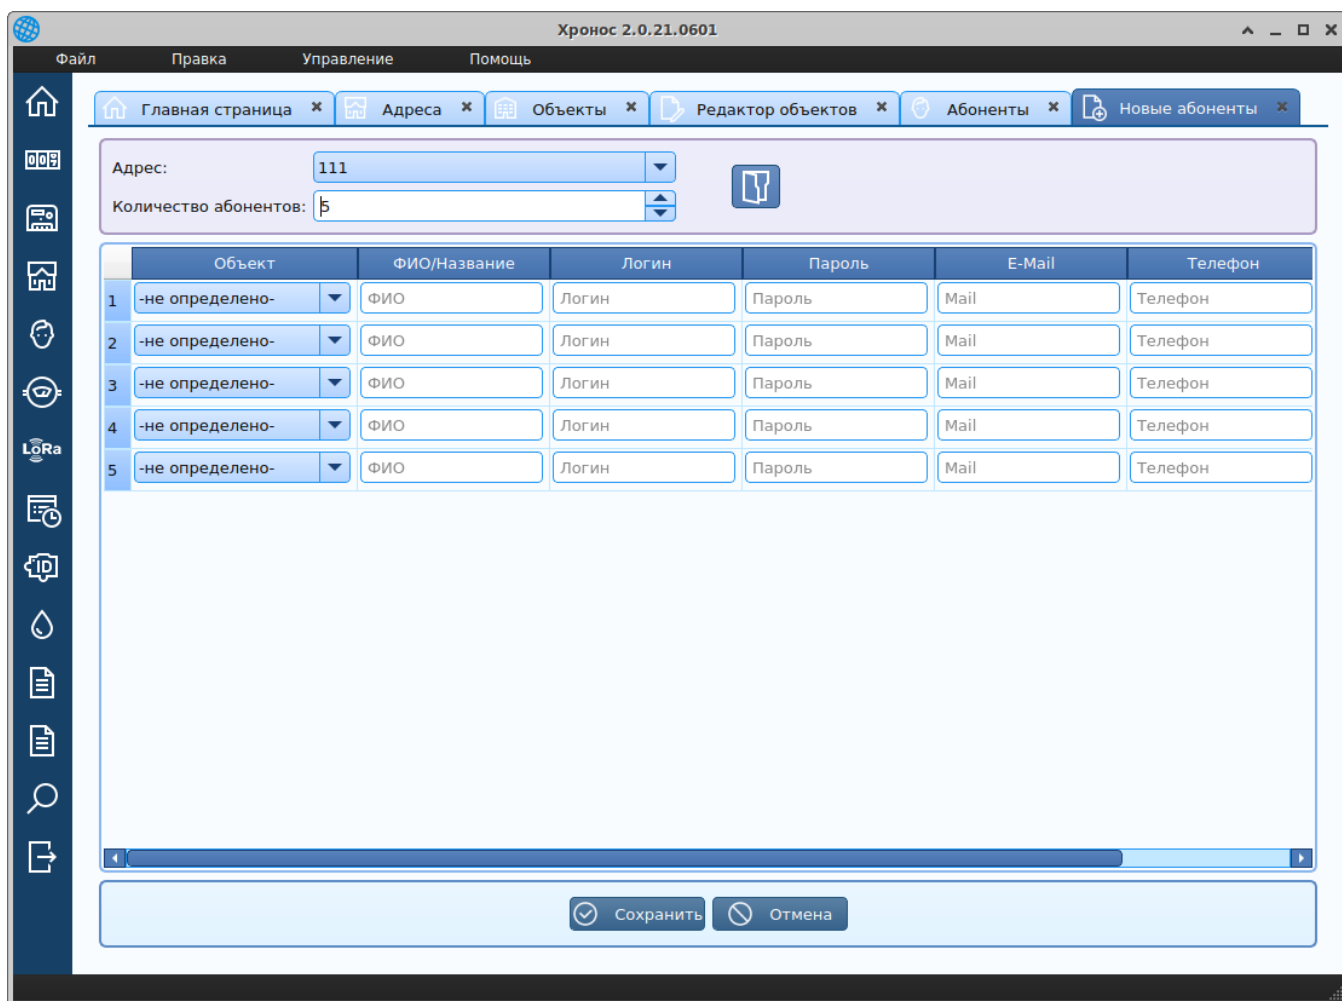 Хронос 2.0.21.0601
Файл Правка Управление Помощь
Главная страница Адреса Объекты Редактор объектов Абоненты Новые абоненты
Адрес: 111
Количество абонентов: 5
Объект ФИО/Название Логин Пароль E-Mail Телефон
1 -не определено- ФИО Логин Пароль Mail Телефон
2 -не определено- ФИО Логин Пароль Mail Телефон
3 -не определено- ФИО Логин Пароль Mail Телефон
4 -не определено- ФИО Логин Пароль Mail Телефон
5 -не определено- ФИО Логин Пароль Mail Телефон
LoRa
ID
Сохранить Отмена